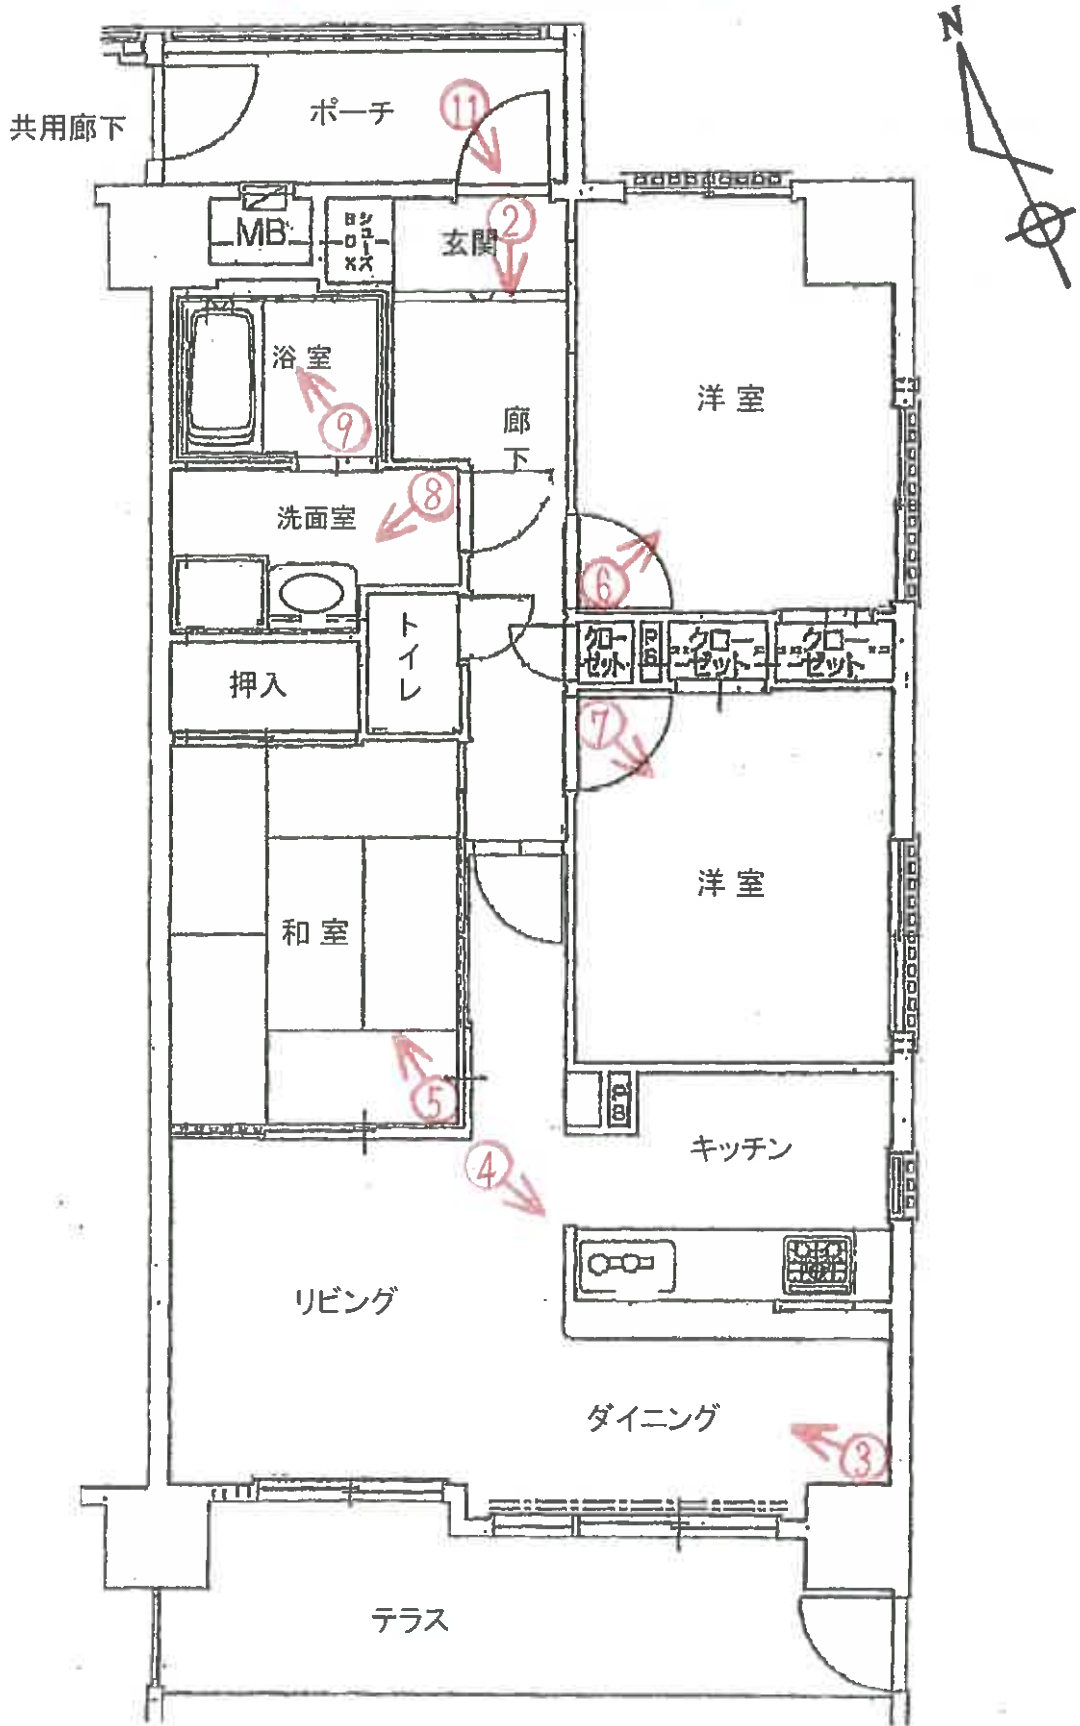 N
ポーチ
⑪
共用廊下
MB
シューズ
BOX
玄関
②
浴室
⑨
廊下
洋室
⑧
洗面室
⑥
トイレ
クローゼット
PS
クローゼット
クローゼット
押入
⑦
洋室
和室
⑤
PS
キッチン
④
リビング
ダイニング
③
テラス